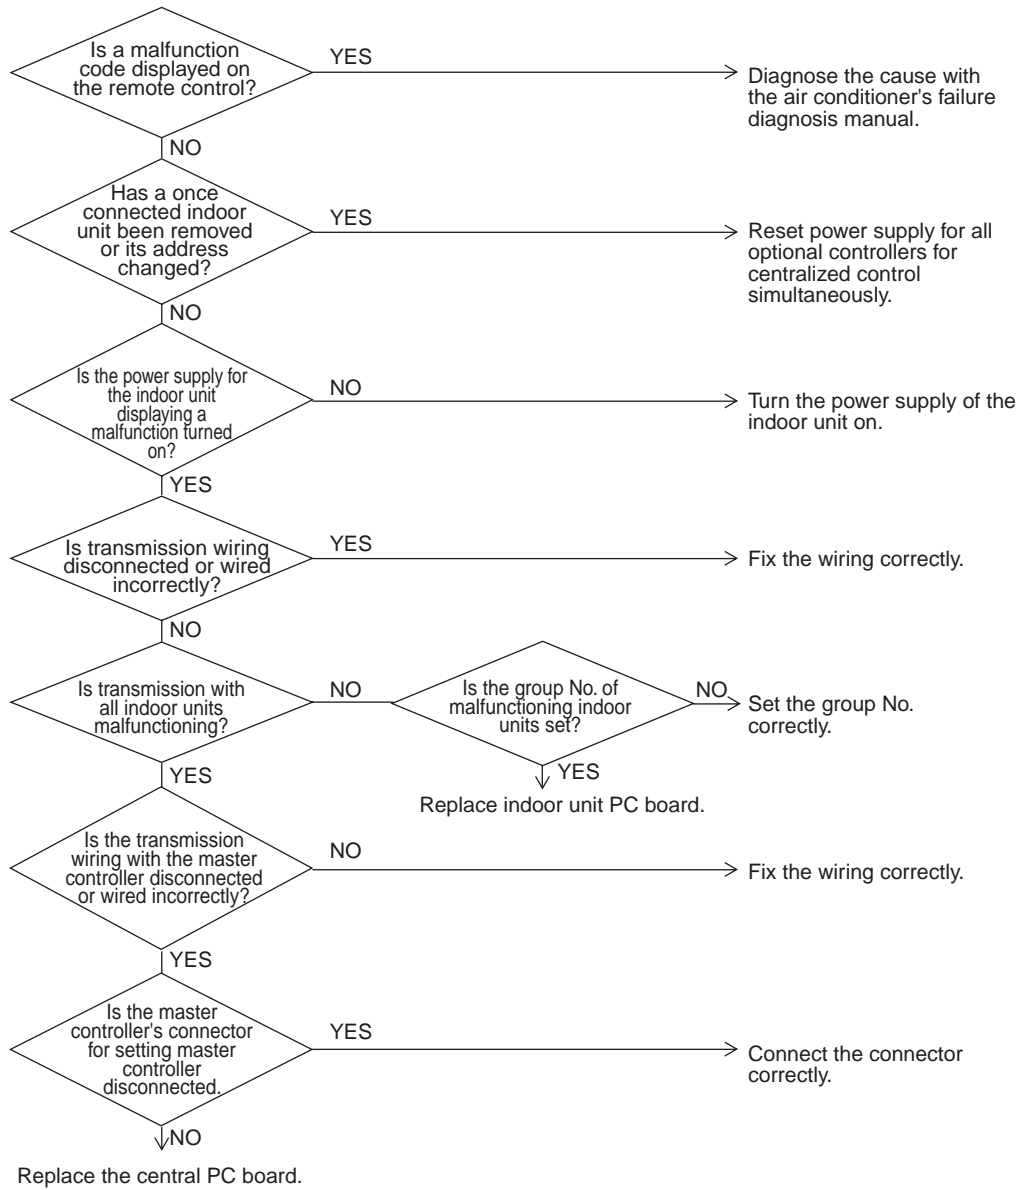 Is a malfunction
code displayed on
the remote control?
YES
Diagnose the cause with
the air conditioner's failure
diagnosis manual.
NO
Has a once
connected indoor
unit been removed
or its address
changed?
YES
Reset power supply for all
optional controllers for
centralized control
simultaneously.
NO
Is the power supply for
the indoor unit
displaying a
malfunction turned
on?
NO
Turn the power supply of the
indoor unit on.
YES
Is transmission wiring
disconnected or wired
incorrectly?
YES
Fix the wiring correctly.
NO
Is transmission with
all indoor units
malfunctioning?
NO
Is the group No. of
malfunctioning indoor
units set?
NO
Set the group No.
correctly.
YES
Replace indoor unit PC board.
YES
Is the transmission
wiring with the master
controller disconnected
or wired incorrectly?
NO
Fix the wiring correctly.
YES
Is the master
controller's connector
for setting master
controller
disconnected.
YES
Connect the connector
correctly.
NO
Replace the central PC board.